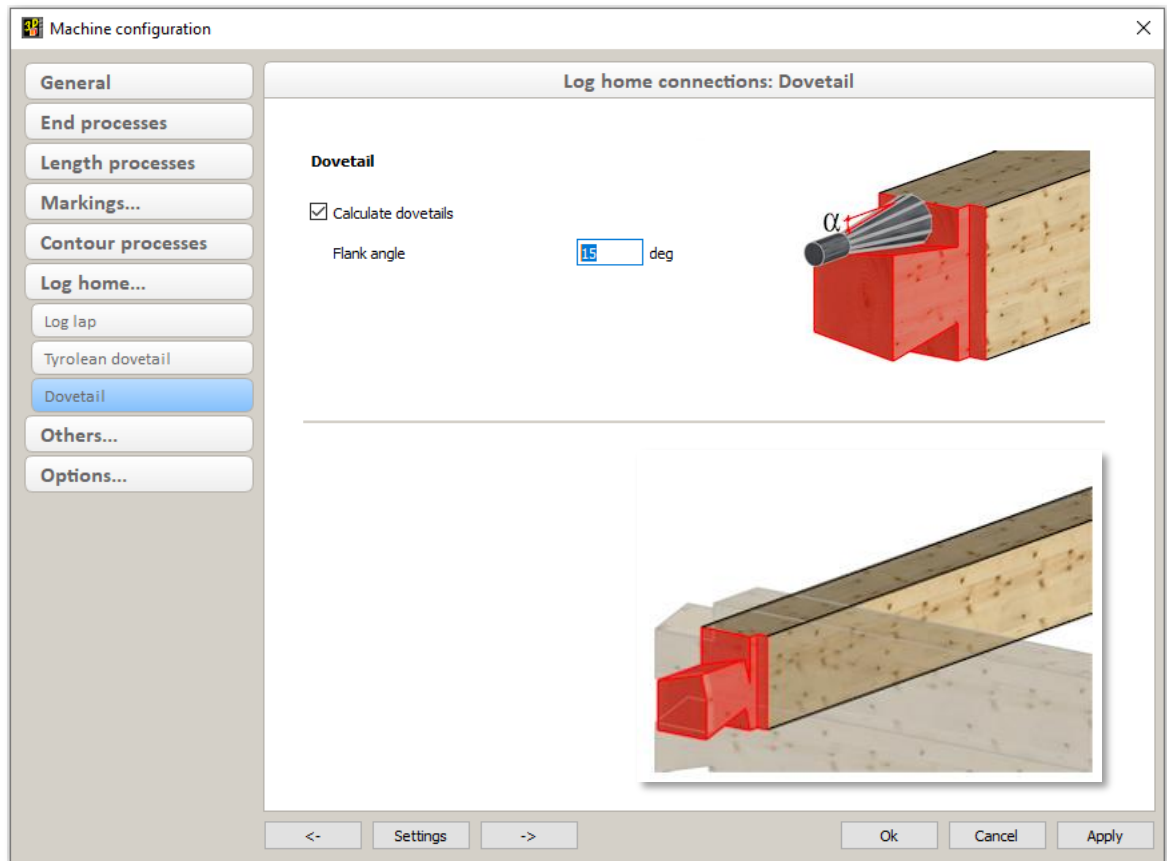 Machine configuration
General
End processes
Length processes
Markings...
Contour processes
Log home...
Log lap
Tyrolean dovetail
Dovetail
Others...
Options...
Log home connections: Dovetail
Dovetail
Calculate dovetails
Flank angle 15 deg
α
<- Settings -> Ok Cancel Apply